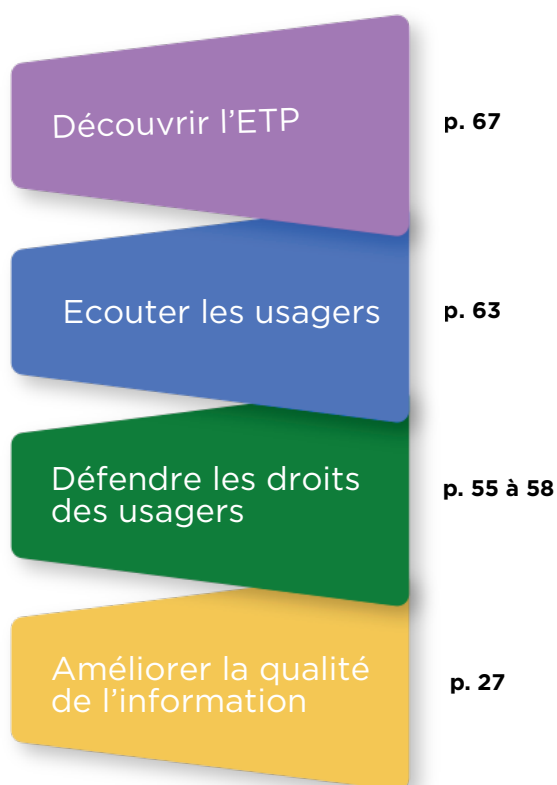 Découvrir l'ETP
p. 67
Ecouter les usagers
p. 63
Défendre les droits
des usagers
p. 55 à 58
Améliorer la qualité
de l'information
p. 27